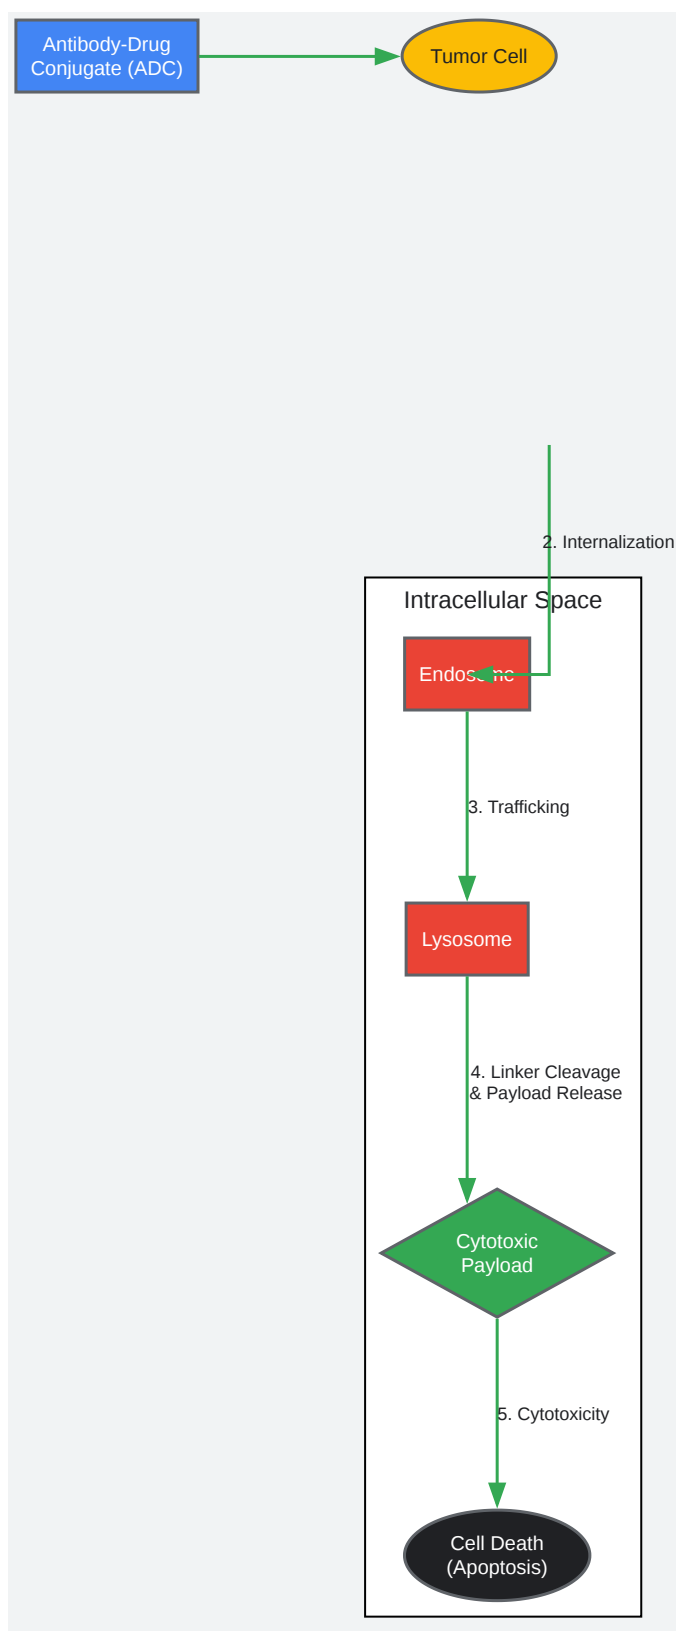 Antibody-Drug
Conjugate (ADC)
Tumor Cell
2. Internalization
Intracellular Space
Endosome
3. Trafficking
Lysosome
4. Linker Cleavage
& Payload Release
Cytotoxic
Payload
5. Cytotoxicity
Cell Death
(Apoptosis)